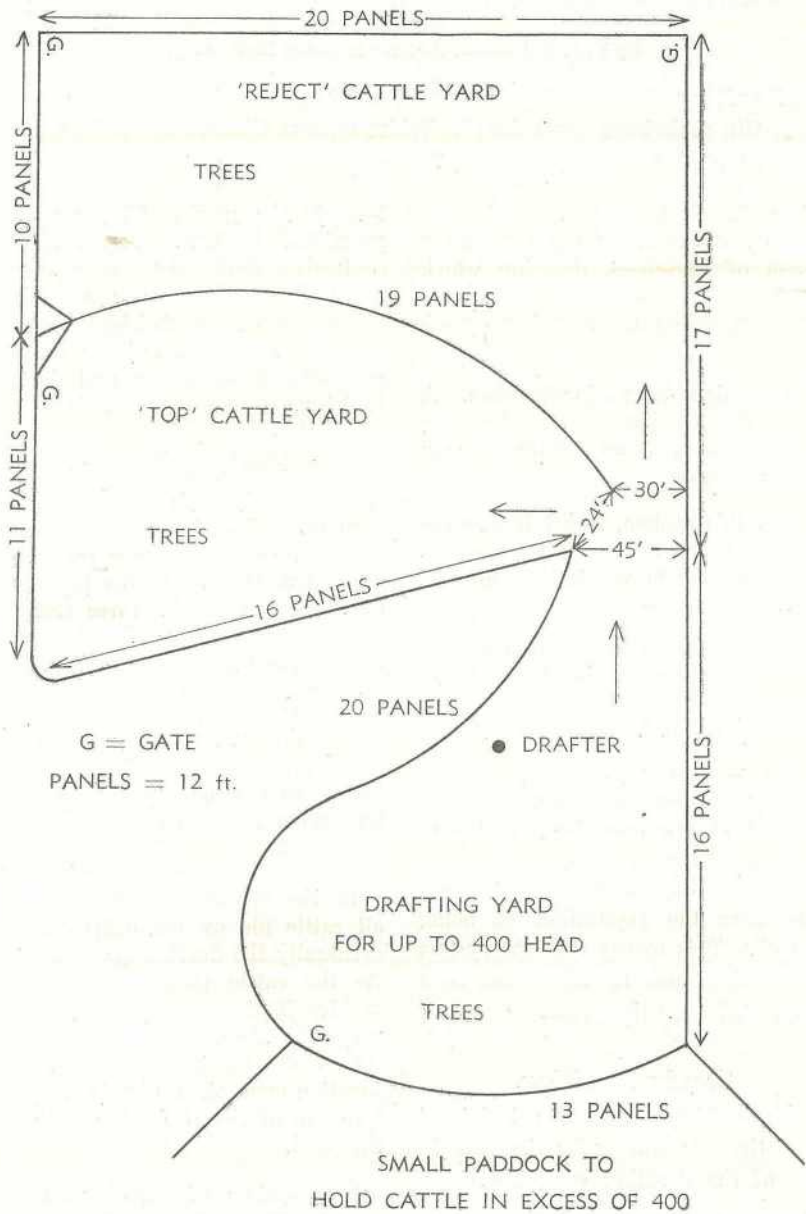 20 PANELS
G.
G.
'REJECT' CATTLE YARD
TREES
10 PANELS
17 PANELS
19 PANELS
G.
'TOP' CATTLE YARD
11 PANELS
30'
24'
45'
TREES
16 PANELS
20 PANELS
G = GATE
PANELS = 12 ft.
DRAFTER
16 PANELS
DRAFTING YARD
FOR UP TO 400 HEAD
TREES
G.
13 PANELS
SMALL PADDOCK TO
HOLD CATTLE IN EXCESS OF 400